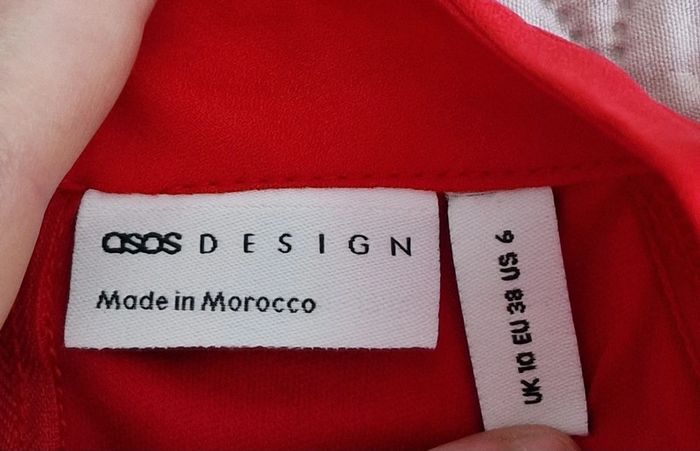 asos DESIGN
Made in Morocco
UK 10 EU 38 US 6